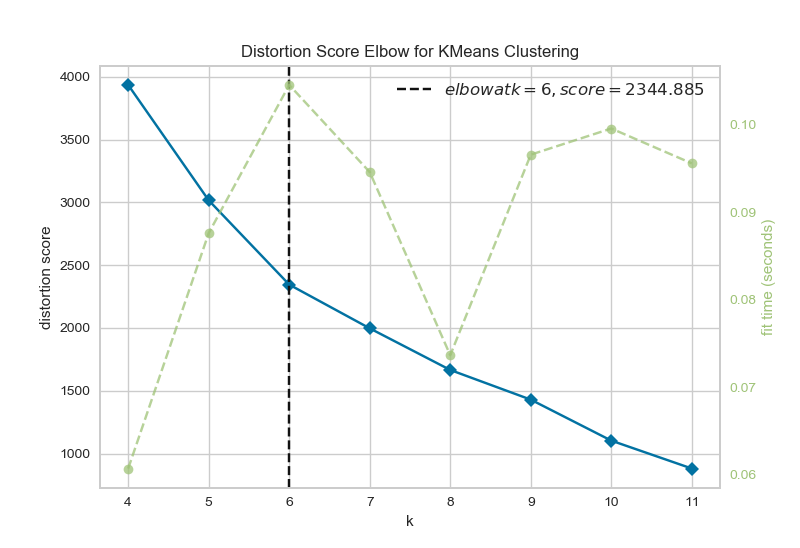 Distortion Score Elbow for KMeans Clustering
elbowatk = 6, score = 2344.885
distortion score
4000
3500
3000
2500
2000
1500
1000
fit time (seconds)
0.10
0.09
0.08
0.07
0.06
4 5 6 7 8 9 10 11
k